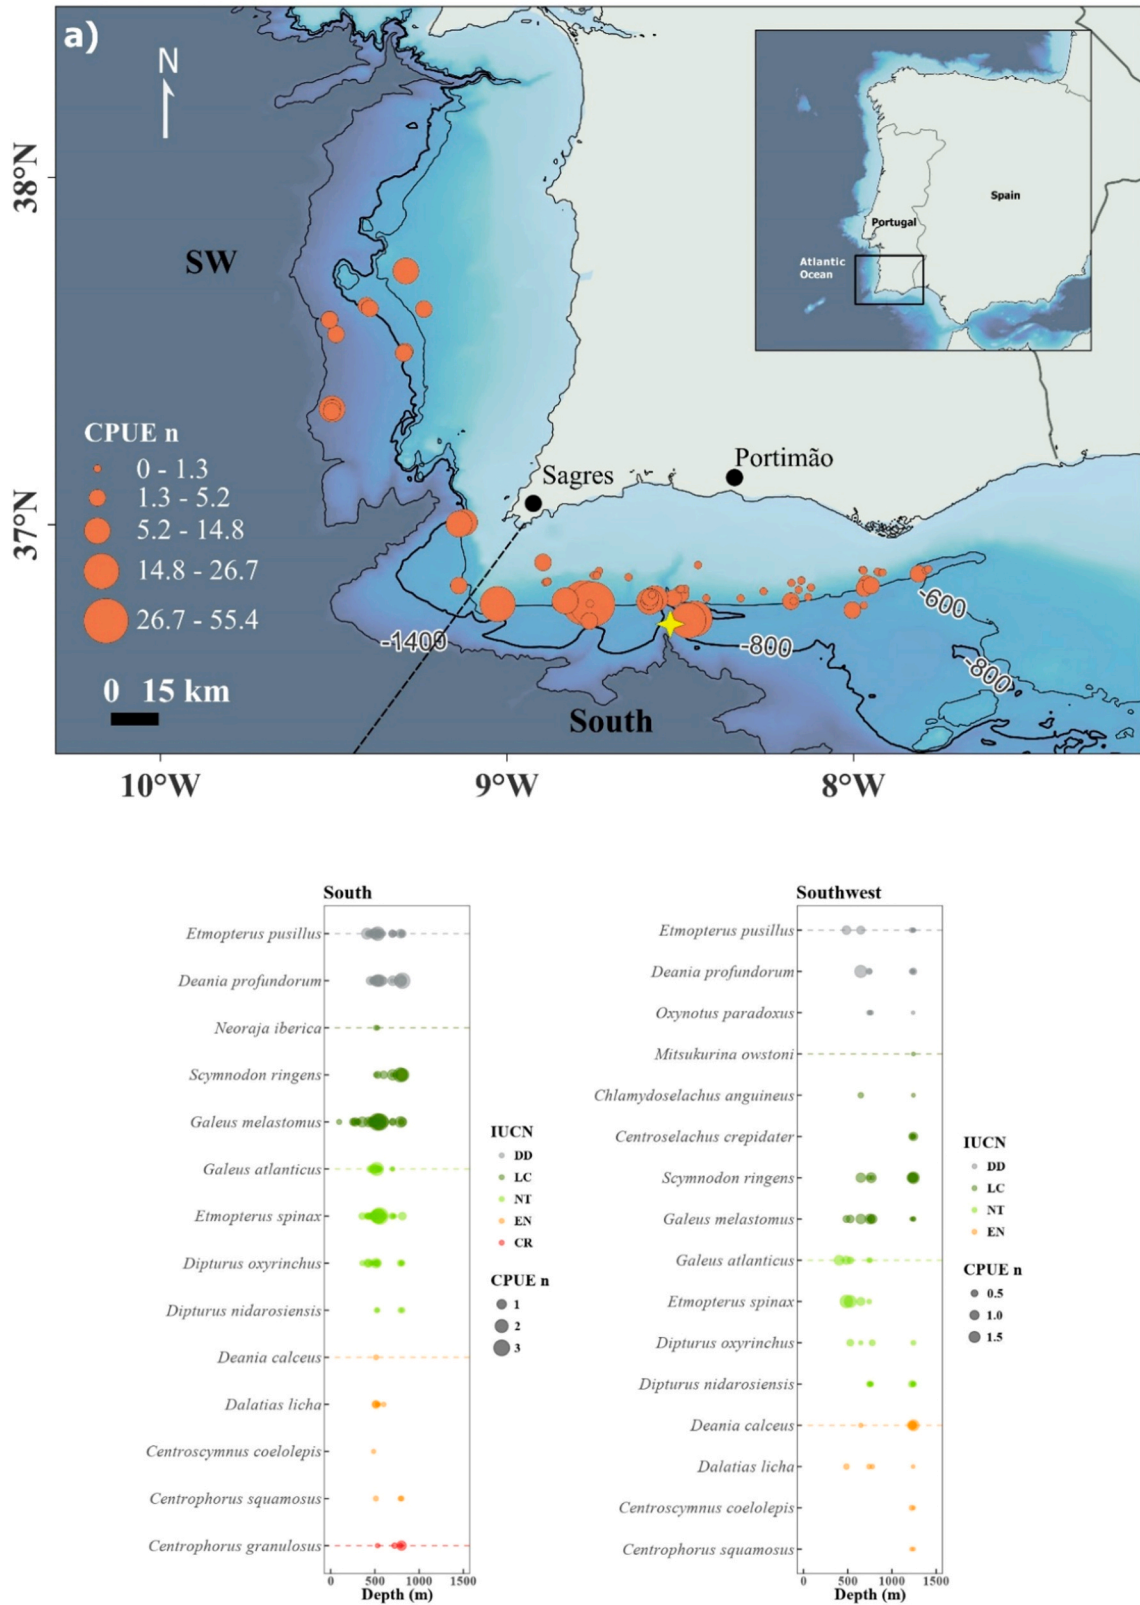 a)
N
38°N
SW
Spain
Portugal
Atlantic
Ocean
CPUE n
0 - 1.3
1.3 - 5.2
5.2 - 14.8
14.8 - 26.7
26.7 - 55.4
Sagres
Portimão
37°N
-600
-1400
-800
-800
0 15 km
South
10°W 9°W 8°W
South
Etmopterus pusillus
Deania profundorum
Neoraja iberica
Scymnodon ringens
Galeus melastomus
Galeus atlanticus
Etmopterus spinax
Dipturus oxyrinchus
Dipturus nidarosiensis
Deania calceus
Dalatias licha
Centroscymnus coelolepis
Centrophorus squamosus
Centrophorus granulosus
0 500 1000 1500
Depth (m)
IUCN
DD
LC
NT
EN
CR
CPUE n
1
2
3
Southwest
Etmopterus pusillus
Deania profundorum
Oxynotus paradoxus
Mitsukurina owstoni
Chlamydoselachus anguineus
Centroselachus crepidater
Scymnodon ringens
Galeus melastomus
Galeus atlanticus
Etmopterus spinax
Dipturus oxyrinchus
Dipturus nidarosiensis
Deania calceus
Dalatias licha
Centroscymnus coelolepis
Centrophorus squamosus
0 500 1000 1500
Depth (m)
IUCN
DD
LC
NT
EN
CPUE n
0.5
1.0
1.5